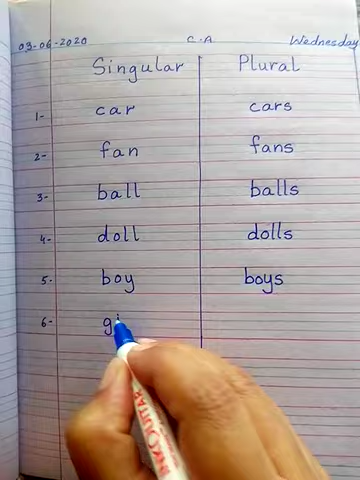 03-06-2020 C-A Wednesday
Singular Plural
1- car cars
2- fan fans
3- ball balls
4- doll dolls
5- boy boys
6- gi